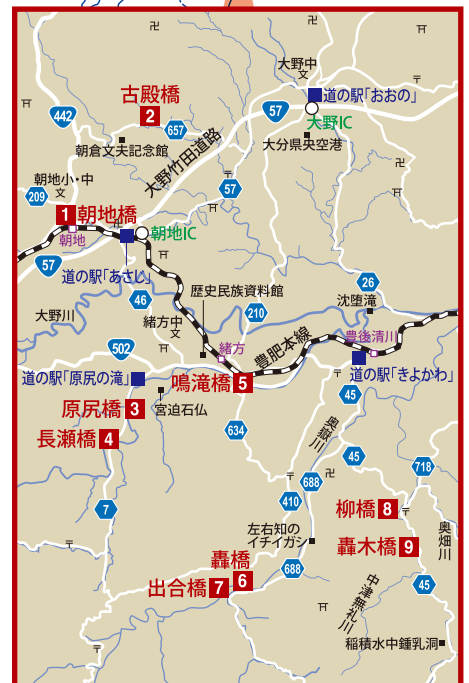 大野中
文
道の駅「おおの」
古殿橋
2
57
大野IC
442
657
大野竹田道路
朝倉文夫記念館
大分県央空港
朝地小・中
文
57
209
1 朝地橋
朝地
朝地IC
57
道の駅「あさじ」
歴史民族資料館
26
沈堕滝
46
大野川
210
緒方中
文
502
緒方
豊肥本線
豊後清川
道の駅「原尻の滝」
鳴滝橋 5
道の駅「きよかわ」
宮迫石仏
45
原尻橋 3
長瀬橋 4
634
奥嶽川
45
718
688
410
7
柳橋 8
奥畑川
左右知の
イチイガシ
轟木橋 9
轟橋
6
688
出合橋 7
45
中津無礼川
稲積水中鍾乳洞